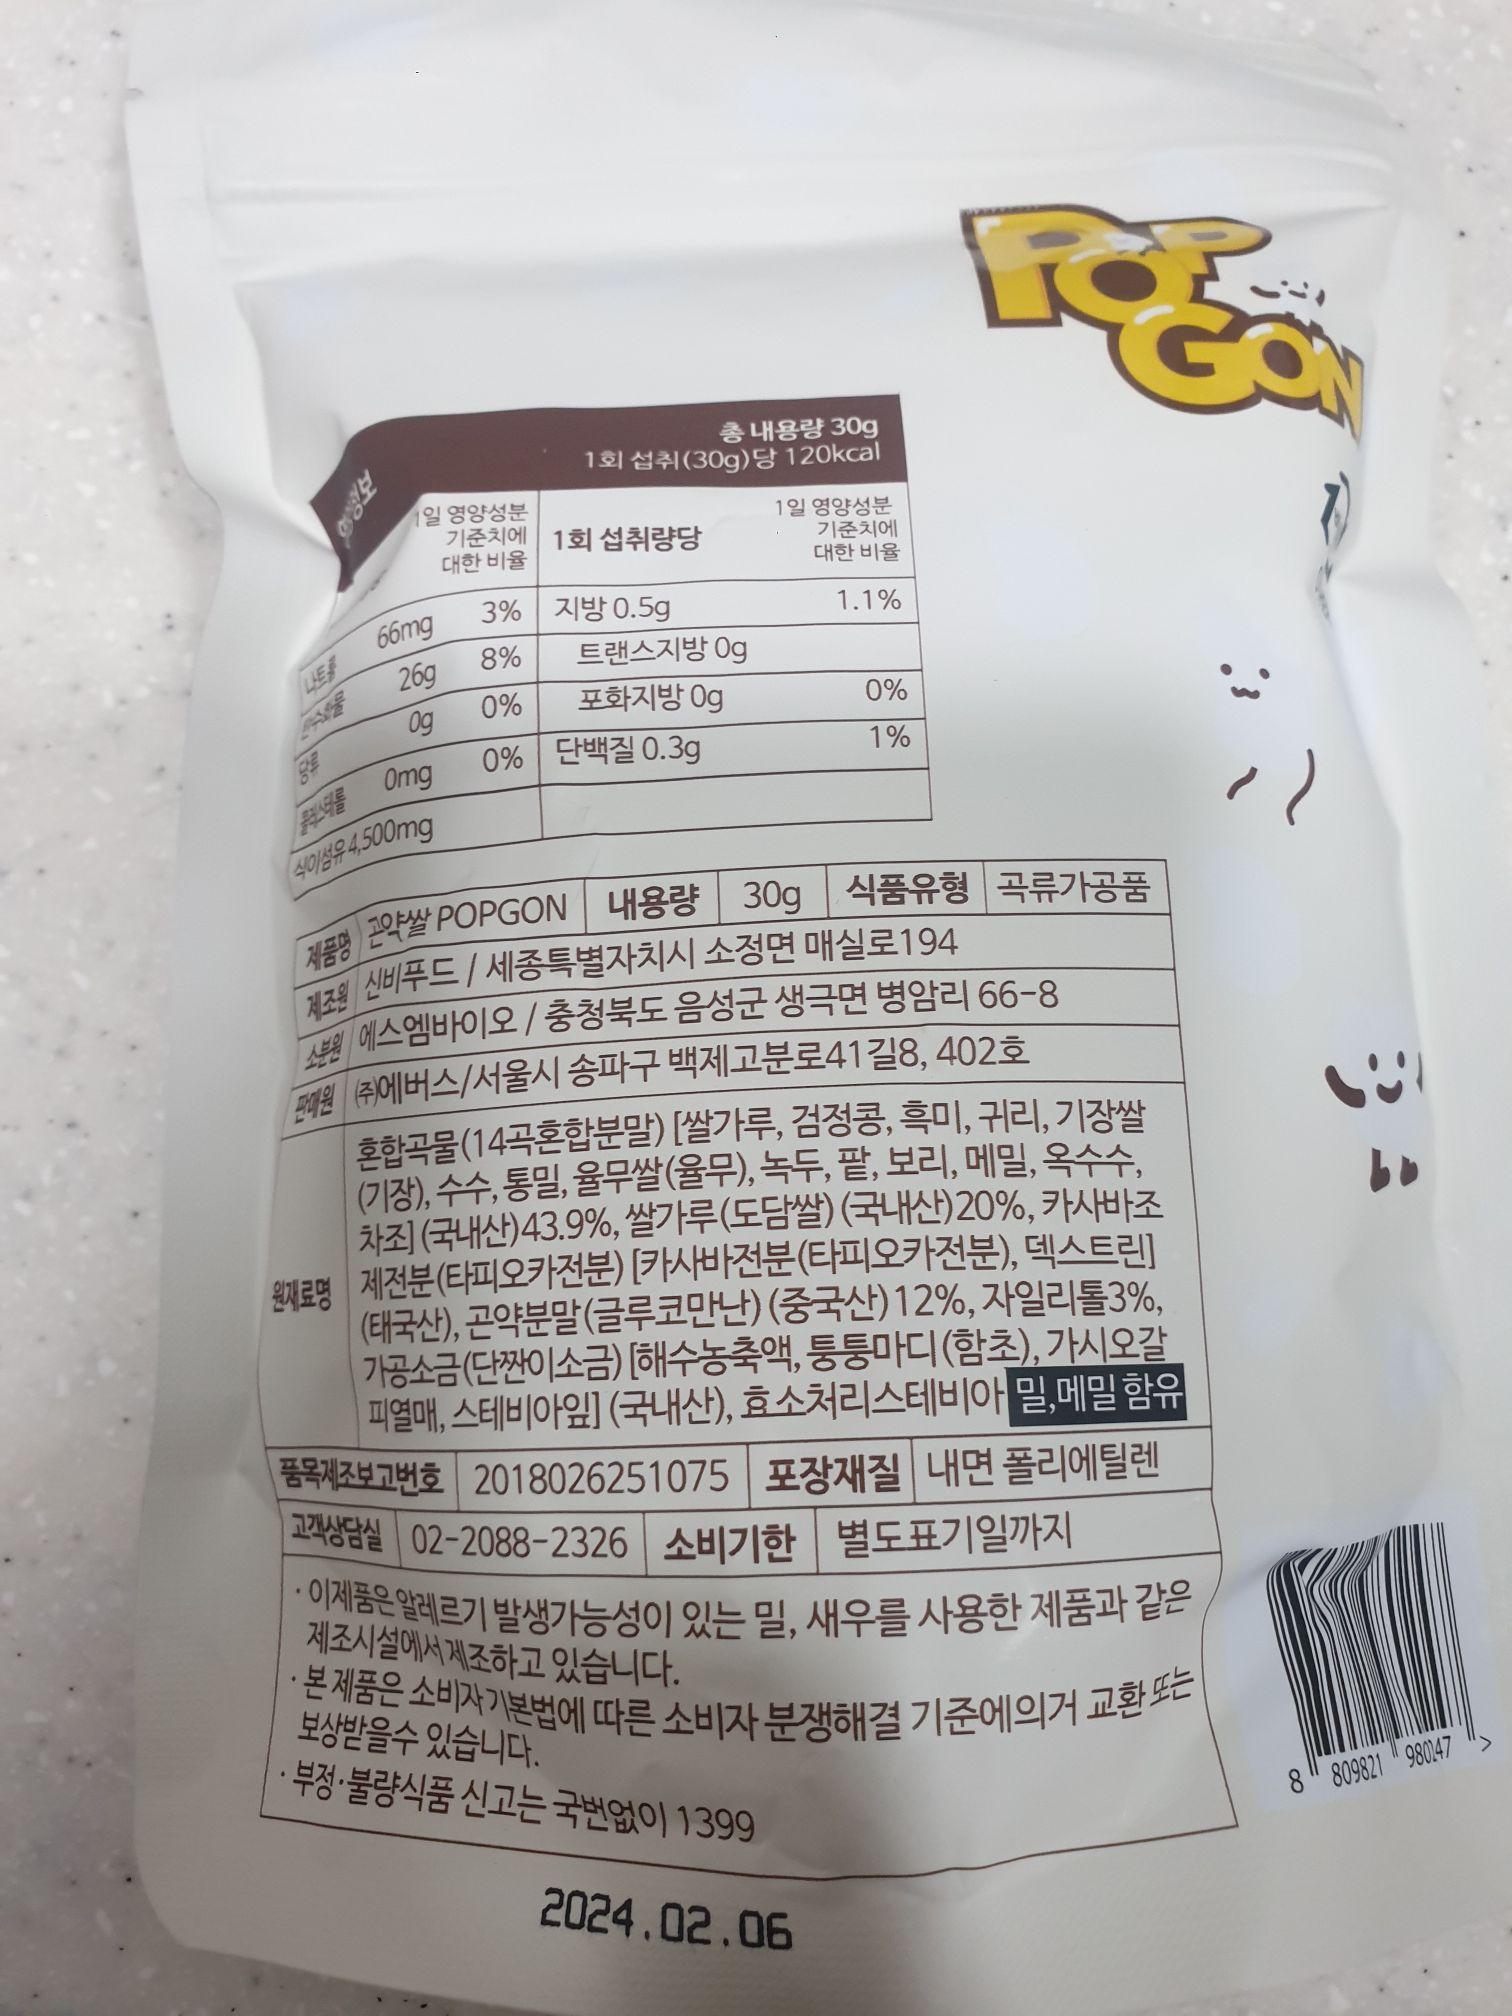 POP
GON
총 내용량 30g
1회 섭취(30g)당 120kcal
1일 영양성분 기준치에 대한 비율
1회 섭취량당
1일 영양성분 기준치에 대한 비율
나트륨 66mg 3% 지방 0.5g 1.1%
탄수화물 26g 8% 트랜스지방 0g
당류 0g 0% 포화지방 0g 0%
콜레스테롤 0mg 0% 단백질 0.3g 1%
식이섬유 4,500mg
제품명 곤약쌀 POPGON 내용량 30g 식품유형 곡류가공품
제조원 신비푸드 / 세종특별자치시 소정면 매실로194
소분원 에스엠바이오 / 충청북도 음성군 생극면 병암리 66-8
판매원 (주)에버스/서울시 송파구 백제고분로41길8, 402호
원재료명
혼합곡물(14곡혼합분말) [쌀가루, 검정콩, 흑미, 귀리, 기장쌀
(기장), 수수, 통밀, 율무쌀(율무), 녹두, 팥, 보리, 메밀, 옥수수,
차조] (국내산)43.9%, 쌀가루(도담쌀) (국내산)20%, 카사바조
제전분(타피오카전분) [카사바전분(타피오카전분), 덱스트린]
(태국산), 곤약분말(글루코만난) (중국산)12%, 자일리톨3%,
가공소금(단짠이소금) [해수농축액, 퉁퉁마디(함초), 가시오갈
피열매, 스테비아잎] (국내산), 효소처리스테비아 밀,메밀 함유
품목제조보고번호 2018026251075 포장재질 내면 폴리에틸렌
고객상담실 02-2088-2326 소비기한 별도표기일까지
· 이제품은 알레르기 발생가능성이 있는 밀, 새우를 사용한 제품과 같은
제조시설에서 제조하고 있습니다.
· 본 제품은 소비자기본법에 따른 소비자 분쟁해결 기준에의거 교환 또는
보상받을수 있습니다.
· 부정·불량식품 신고는 국번없이 1399
8 809821 980247 >
2024.02.06